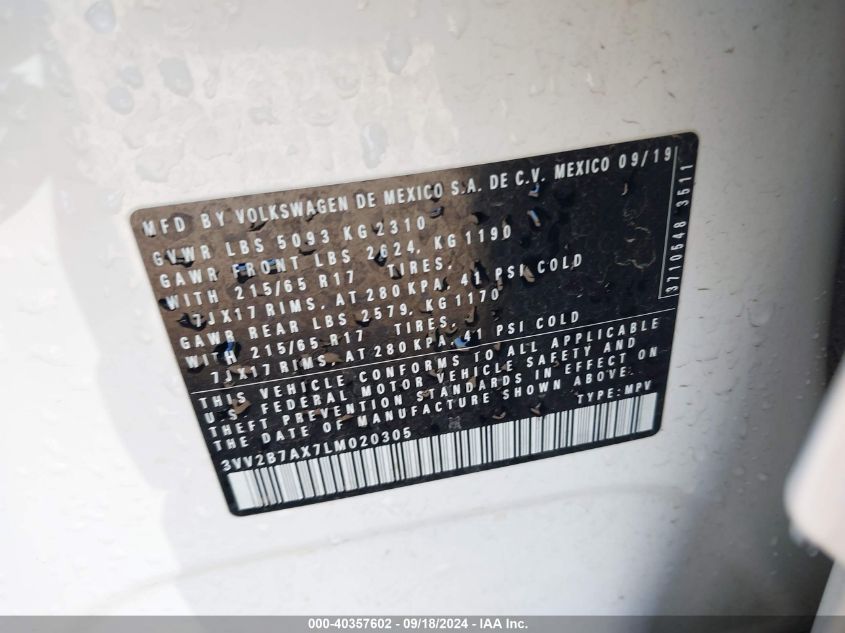 MFD BY VOLKSWAGEN DE MEXICO S.A. DE C.V. MEXICO 09/19
GVWR LBS 5093 KG 2310
GAWR FRONT LBS 2624, KG 1190
WITH 215/65 R17 TIRES,
7JX17 RIMS, AT 280 KPA, 41 PSI COLD
GAWR REAR LBS 2579, KG 1170
WITH 215/65 R17 TIRES,
7JX17 RIMS, AT 280 KPA, 41 PSI COLD
THIS VEHICLE CONFORMS TO ALL APPLICABLE
U.S. FEDERAL MOTOR VEHICLE SAFETY AND
THEFT PREVENTION STANDARDS IN EFFECT ON
THE DATE OF MANUFACTURE SHOWN ABOVE.
3VV2B7AX7LM020305 TYPE: MPV
3110548 3511
000-40357602 - 09/18/2024 - IAA Inc.